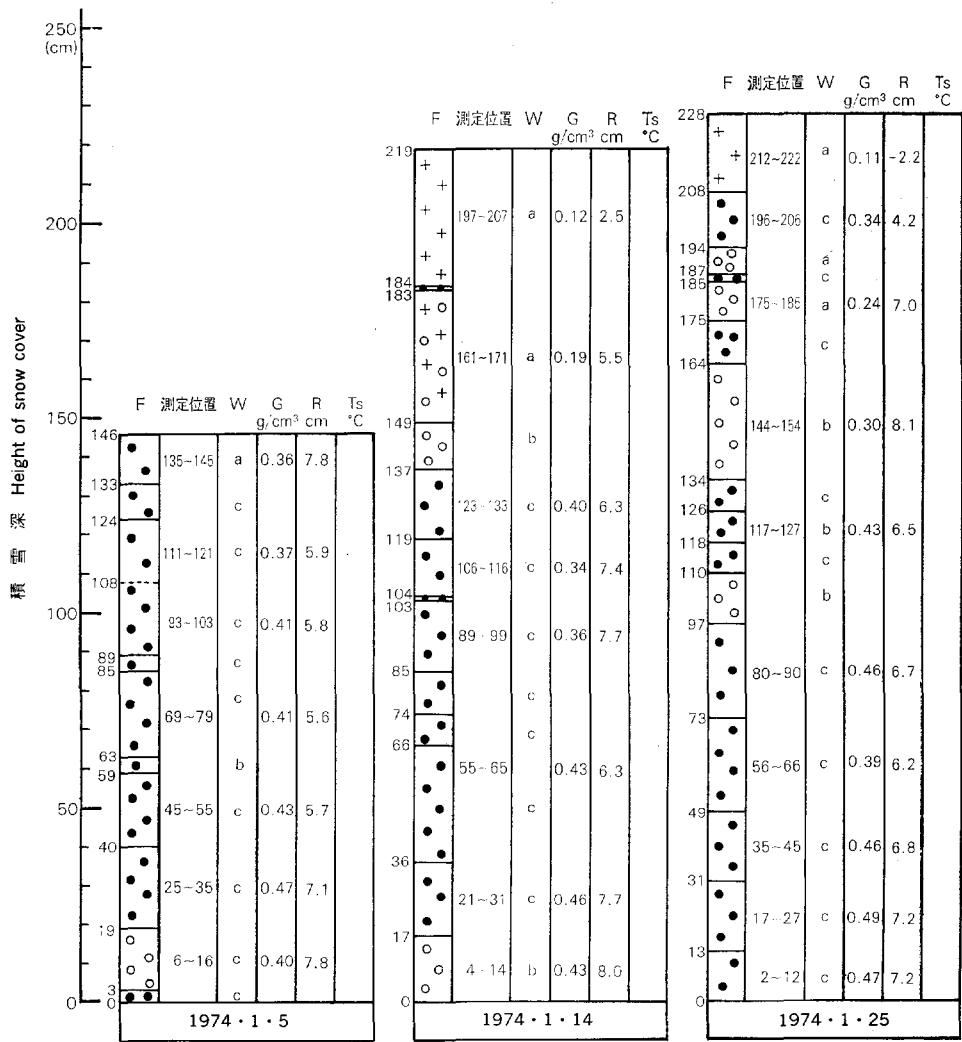 250
(cm)
200
150
100
50
0
積雪深 Height of snow cover
F 測定位置 W G R Ts
g/cm³ cm °C
146
135~145 a 0.36 7.8
133
c
124
111~121 c 0.37 5.9
108
93~103 c 0.41 5.8
89
c
85
c
69~79 0.41 5.6
63
b
59
45~55 c 0.43 5.7
40
25~35 c 0.47 7.1
19
6~16 c 0.40 7.8
3
c
0
1974・1・5
F 測定位置 W G R Ts
g/cm³ cm °C
219
197~207 a 0.12 2.5
184
183
161~171 a 0.19 5.5
149
b
137
123~133 c 0.40 6.3
119
106~116 c 0.34 7.4
104
103
89~99 c 0.36 7.7
85
c
74
c
66
55~65 0.43 6.3
c
36
21~31 c 0.46 7.7
17
4~14 b 0.43 8.0
0
1974・1・14
F 測定位置 W G R Ts
g/cm³ cm °C
228
212~222 a 0.11 -2.2
208
196~206 c 0.34 4.2
194
a
187
c
185
175~185 a 0.24 7.0
175
c
164
144~154 b 0.30 8.1
134
c
126
117~127 b 0.43 6.5
118
c
110
b
97
80~90 c 0.46 6.7
73
56~66 c 0.39 6.2
49
35~45 c 0.46 6.8
31
17~27 c 0.49 7.2
13
2~12 c 0.47 7.2
0
1974・1・25